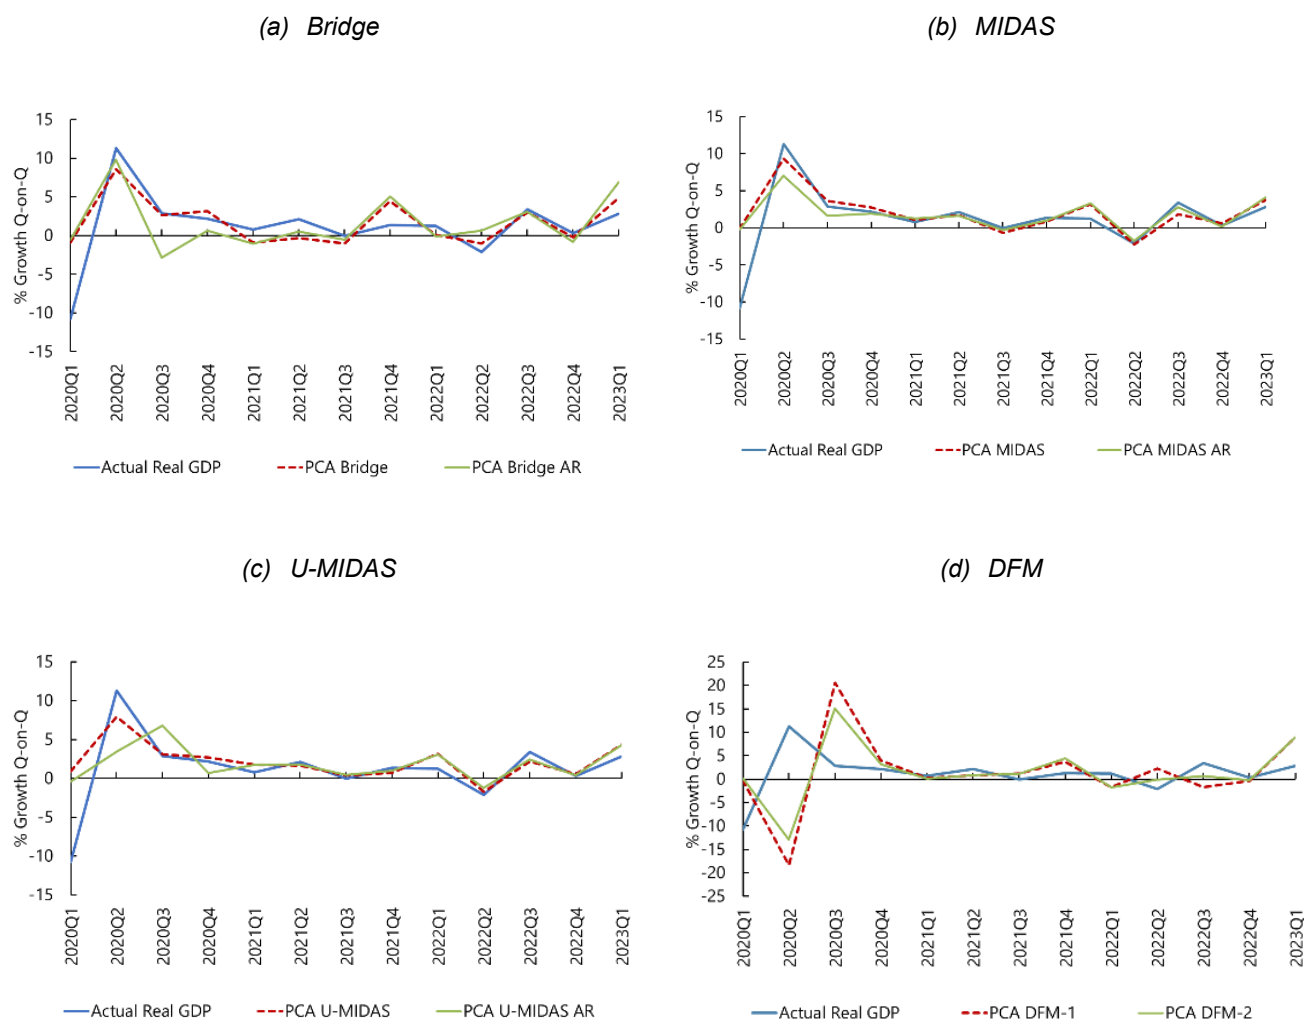 (a) Bridge
% Growth Q-on-Q
15
10
5
0
-5
-10
-15
2020Q1
2020Q2
2020Q3
2020Q4
2021Q1
2021Q2
2021Q3
2021Q4
2022Q1
2022Q2
2022Q3
2022Q4
2023Q1
Actual Real GDP PCA Bridge PCA Bridge AR
(b) MIDAS
% Growth Q-on-Q
15
10
5
0
-5
-10
-15
2020Q1
2020Q2
2020Q3
2020Q4
2021Q1
2021Q2
2021Q3
2021Q4
2022Q1
2022Q2
2022Q3
2022Q4
2023Q1
Actual Real GDP PCA MIDAS PCA MIDAS AR
(c) U-MIDAS
% Growth Q-on-Q
15
10
5
0
-5
-10
-15
2020Q1
2020Q2
2020Q3
2020Q4
2021Q1
2021Q2
2021Q3
2021Q4
2022Q1
2022Q2
2022Q3
2022Q4
2023Q1
Actual Real GDP PCA U-MIDAS PCA U-MIDAS AR
(d) DFM
% Growth Q-on-Q
25
20
15
10
5
0
-5
-10
-15
-20
-25
2020Q1
2020Q2
2020Q3
2020Q4
2021Q1
2021Q2
2021Q3
2021Q4
2022Q1
2022Q2
2022Q3
2022Q4
2023Q1
Actual Real GDP PCA DFM-1 PCA DFM-2